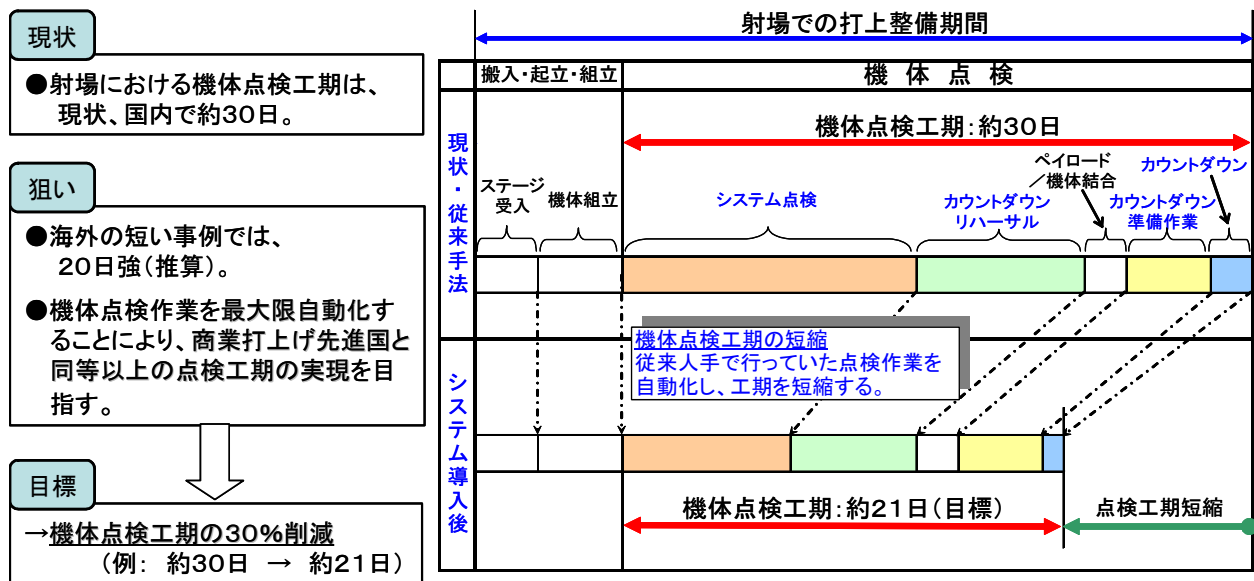 現状
●射場における機体点検工期は、
現状、国内で約30日。
狙い
●海外の短い事例では、
20日強(推算)。
●機体点検作業を最大限自動化す
ることにより、商業打上げ先進国と
同等以上の点検工期の実現を目
指す。
目標
→機体点検工期の30%削減
(例: 約30日 → 約21日)
射場での打上整備期間
搬入・起立・組立
機体点検
現状・従来手法
機体点検工期:約30日
ステージ
受入
機体組立
システム点検
カウントダウン
リハーサル
ペイロード
/機体結合
カウントダウン
準備作業
カウントダウン
機体点検工期の短縮
従来人手で行っていた点検作業を
自動化し、工期を短縮する。
システム導入後
機体点検工期:約21日(目標)
点検工期短縮